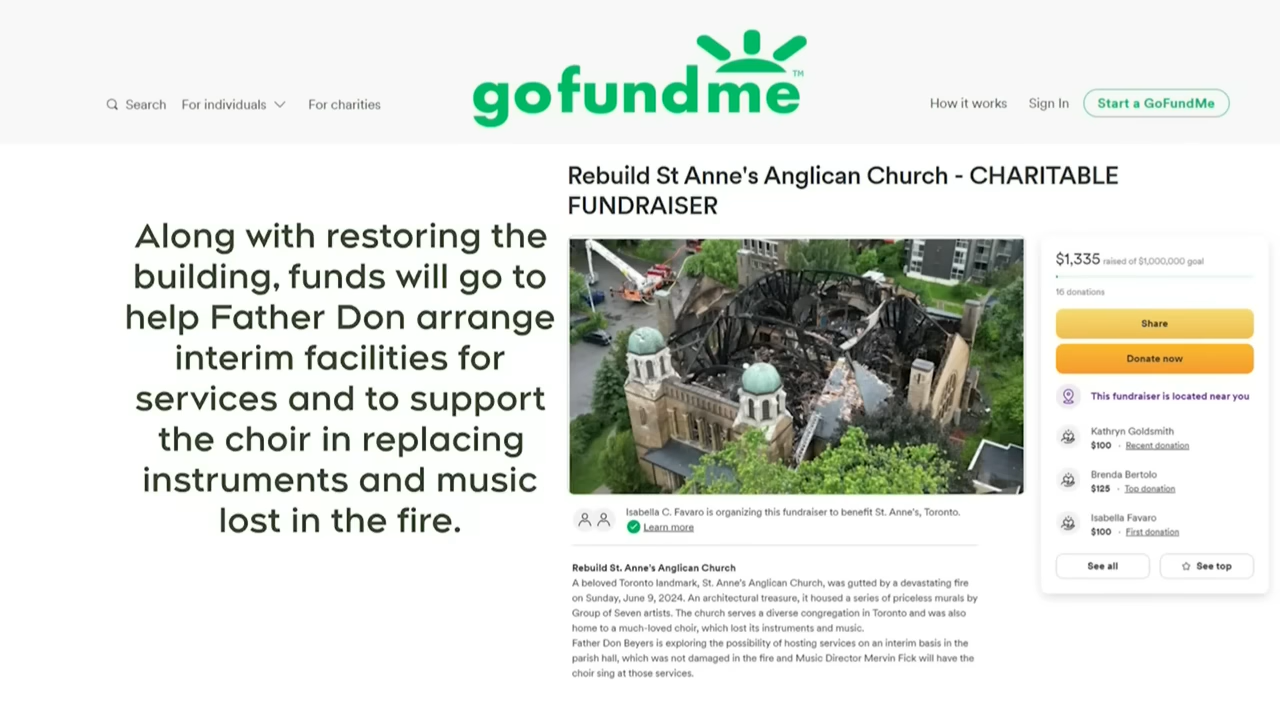 Search
For individuals
For charities
gofundme™
How it works
Sign In
Start a GoFundMe
Along with restoring the
building, funds will go to
help Father Don arrange
interim facilities for
services and to support
the choir in replacing
instruments and music
lost in the fire.
Rebuild St Anne's Anglican Church - CHARITABLE
FUNDRAISER
Isabella C. Favaro is organizing this fundraiser to benefit St. Anne's, Toronto.
Learn more
Rebuild St. Anne's Anglican Church
A beloved Toronto landmark, St. Anne's Anglican Church, was gutted by a devastating fire
on Sunday, June 9, 2024. An architectural treasure, it housed a series of priceless murals by
Group of Seven artists. The church serves a diverse congregation in Toronto and was also
home to a much-loved choir, which lost its instruments and music.
Father Don Beyers is exploring the possibility of hosting services on an interim basis in the
parish hall, which was not damaged in the fire and Music Director Mervin Fick will have the
choir sing at those services.
$1,335 raised of $1,000,000 goal
16 donations
Share
Donate now
This fundraiser is located near you
Kathryn Goldsmith
$100 · Recent donation
Brenda Bertolo
$125 · Top donation
Isabella Favaro
$100 · First donation
See all
See top